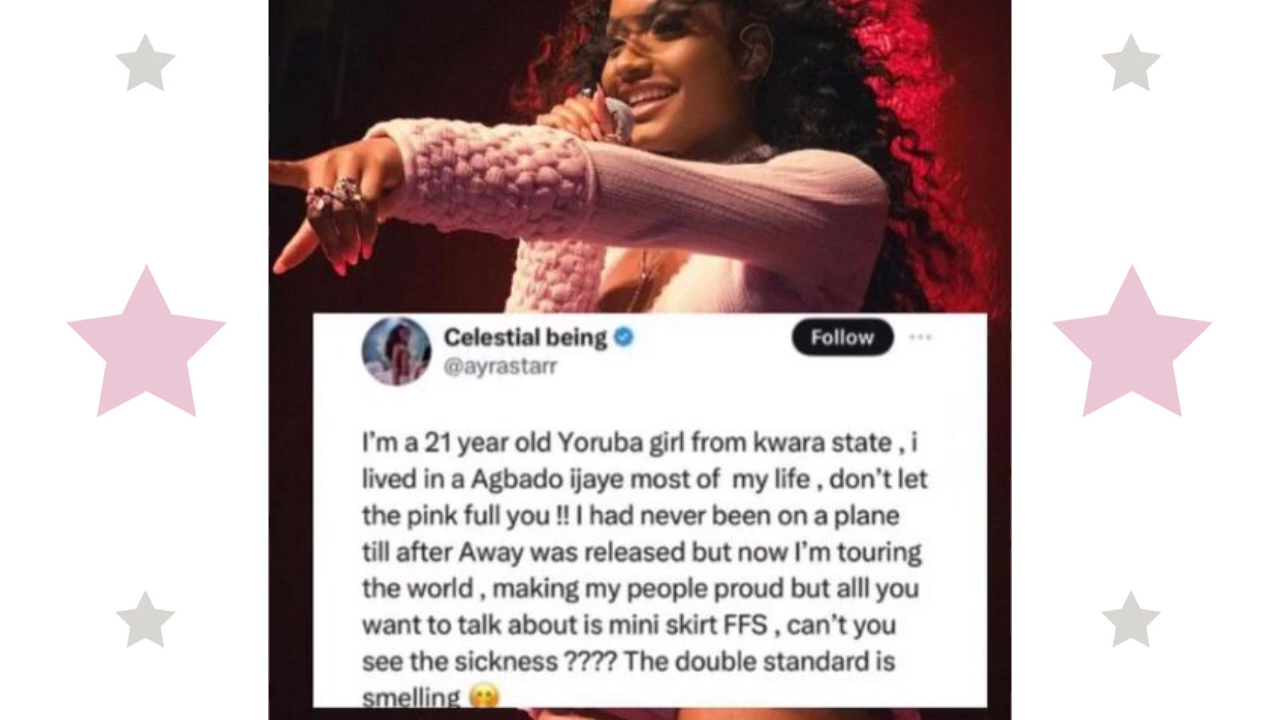 Celestial being
Follow
@ayrastarr
I'm a 21 year old Yoruba girl from kwara state , i
lived in a Agbado ijaye most of my life , don't let
the pink full you !! I had never been on a plane
till after Away was released but now I'm touring
the world , making my people proud but alll you
want to talk about is mini skirt FFS , can't you
see the sickness ???? The double standard is
smelling 🤭